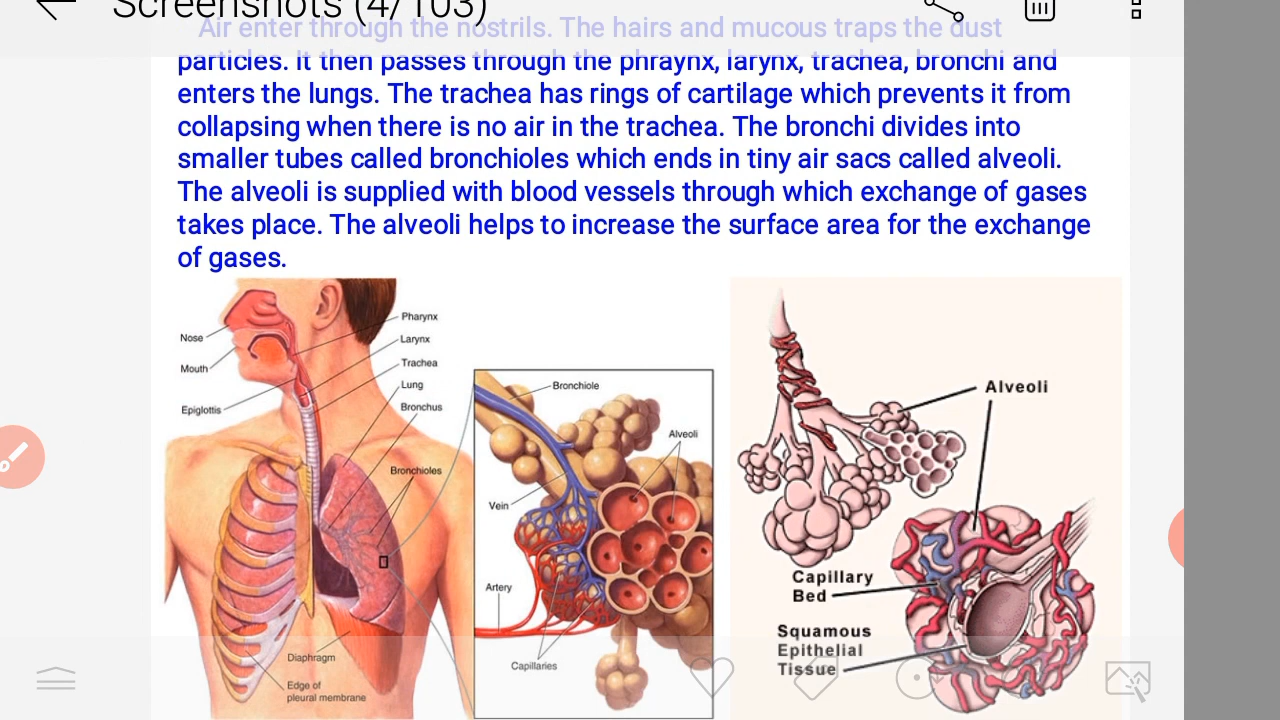 Screenshots (4/103)
Air enter through the nostrils. The hairs and mucous traps the dust
particles. It then passes through the phraynx, larynx, trachea, bronchi and
enters the lungs. The trachea has rings of cartilage which prevents it from
collapsing when there is no air in the trachea. The bronchi divides into
smaller tubes called bronchioles which ends in tiny air sacs called alveoli.
The alveoli is supplied with blood vessels through which exchange of gases
takes place. The alveoli helps to increase the surface area for the exchange
of gases.
Nose
Mouth
Epiglottis
Pharynx
Larynx
Trachea
Lung
Bronchus
Bronchioles
Diaphragm
Edge of
pleural membrane
Bronchiole
Alveoli
Vein
Artery
Capillaries
Alveoli
Capillary
Bed
Squamous
Epithelial
Tissue